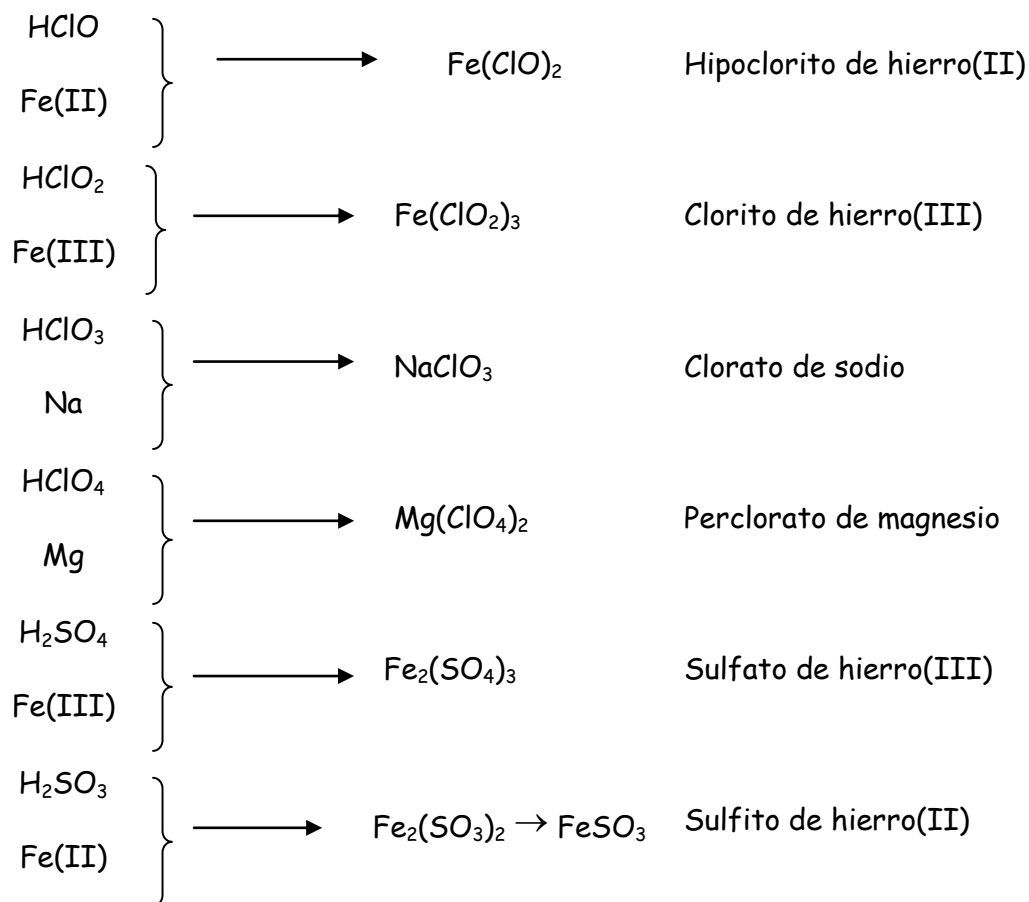 HClO
Fe(II)
Fe(ClO)₂ Hipoclorito de hierro(II)
HClO₂
Fe(III)
Fe(ClO₂)₃ Clorito de hierro(III)
HClO₃
Na
NaClO₃ Clorato de sodio
HClO₄
Mg
Mg(ClO₄)₂ Perclorato de magnesio
H₂SO₄
Fe(III)
Fe₂(SO₄)₃ Sulfato de hierro(III)
H₂SO₃
Fe(II)
Fe₂(SO₃)₂ → FeSO₃ Sulfito de hierro(II)